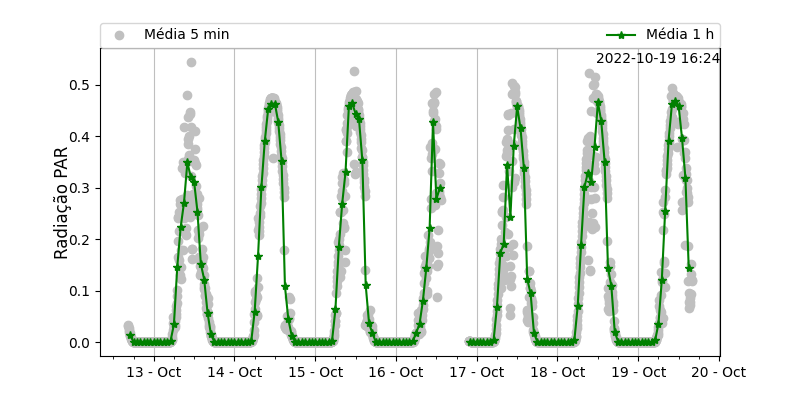 Média 5 min
Média 1 h
2022-10-19 16:24
Radiação PAR
0.5
0.4
0.3
0.2
0.1
0.0
13 - Oct
14 - Oct
15 - Oct
16 - Oct
17 - Oct
18 - Oct
19 - Oct
20 - Oct